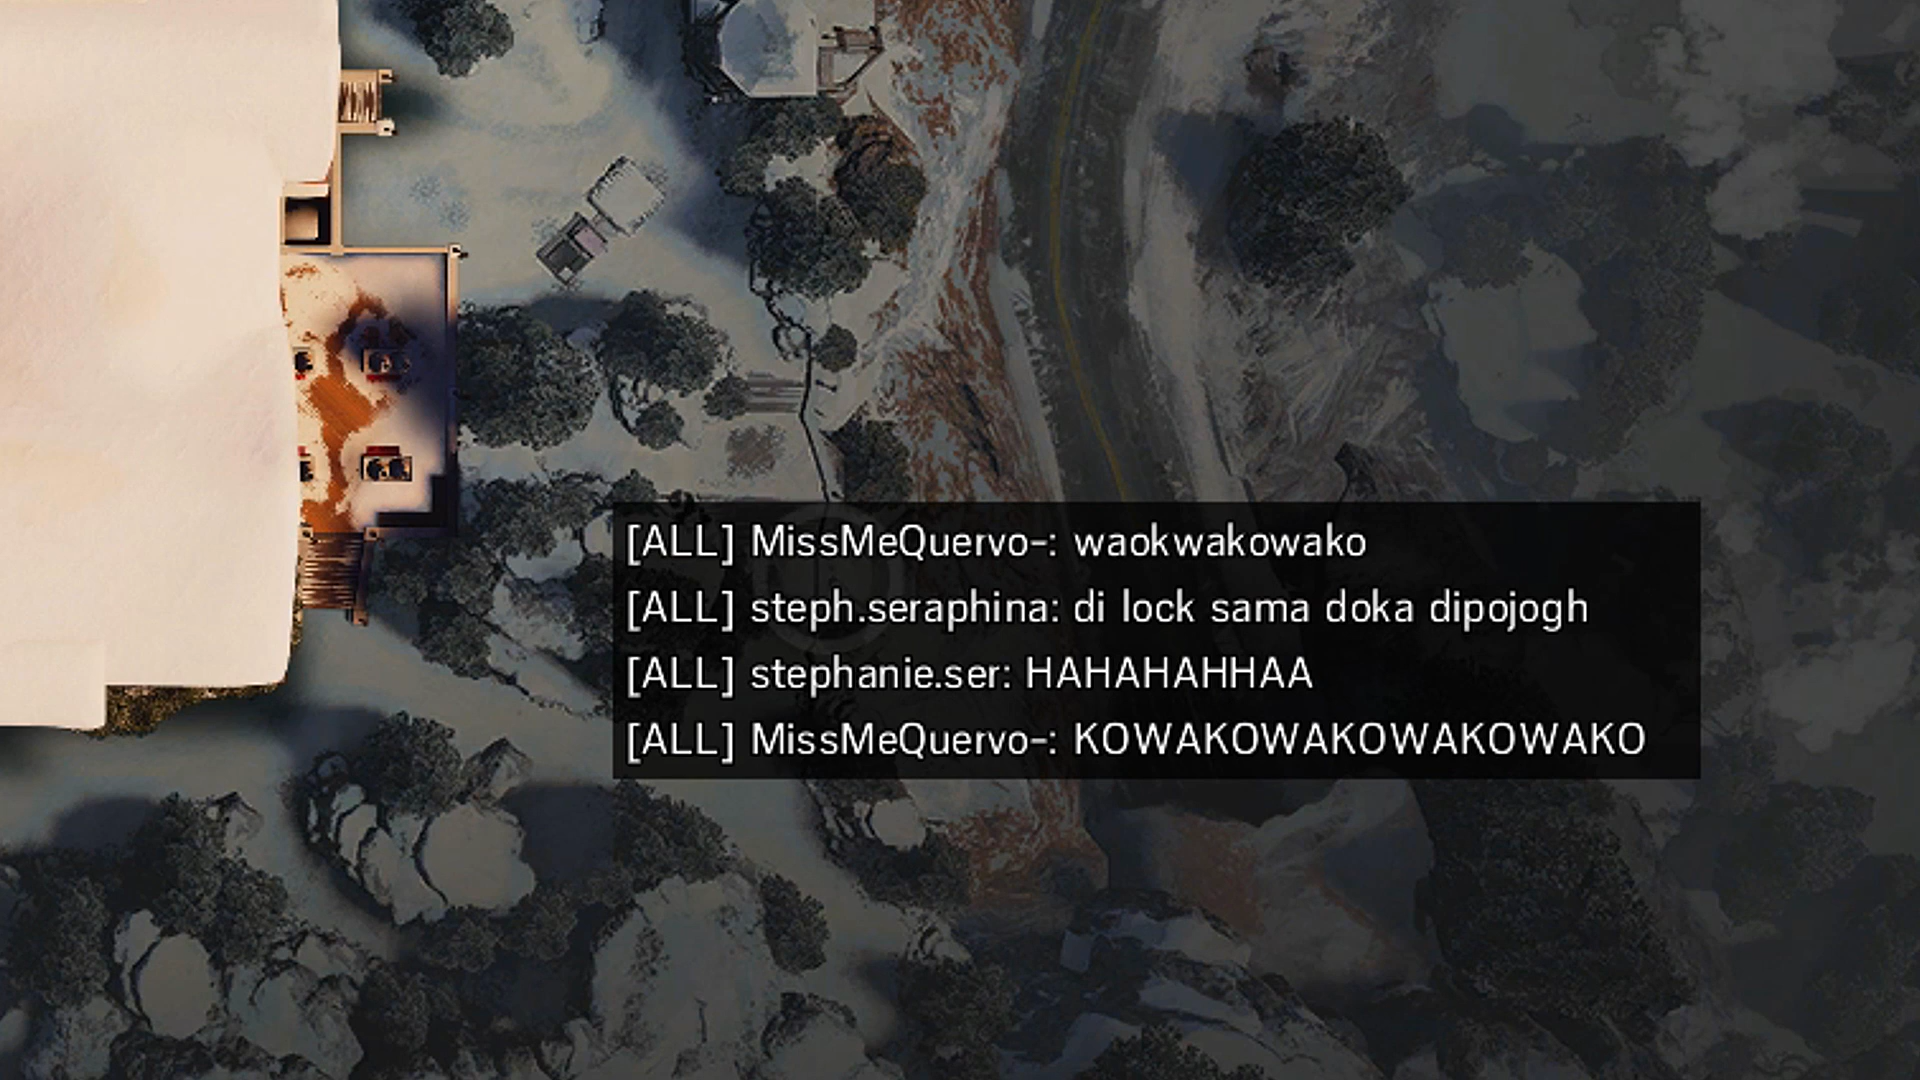 [ALL] MissMeQuervo-: waokwakowako
[ALL] steph.seraphina: di lock sama doka dipojogh
[ALL] stephanie.ser: HAHAHAHHAA
[ALL] MissMeQuervo-: KOWAKOWAKOWAKOWAKO